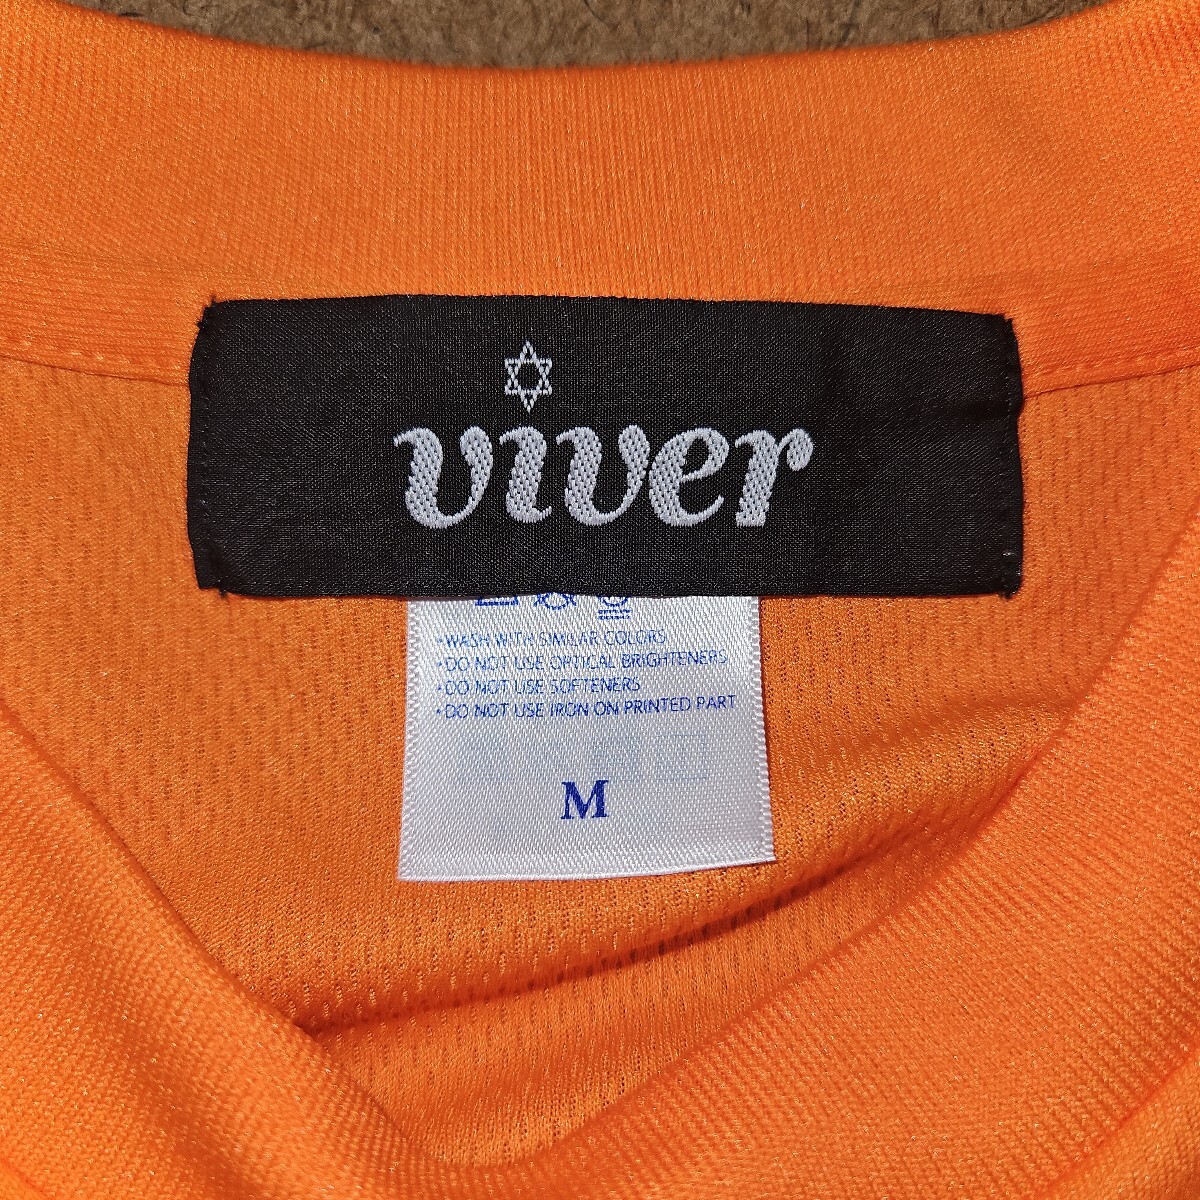 viver
•WASH WITH SIMILAR COLORS
•DO NOT USE OPTICAL BRIGHTENERS
•DO NOT USE SOFTENERS
•DO NOT USE IRON ON PRINTED PART
M